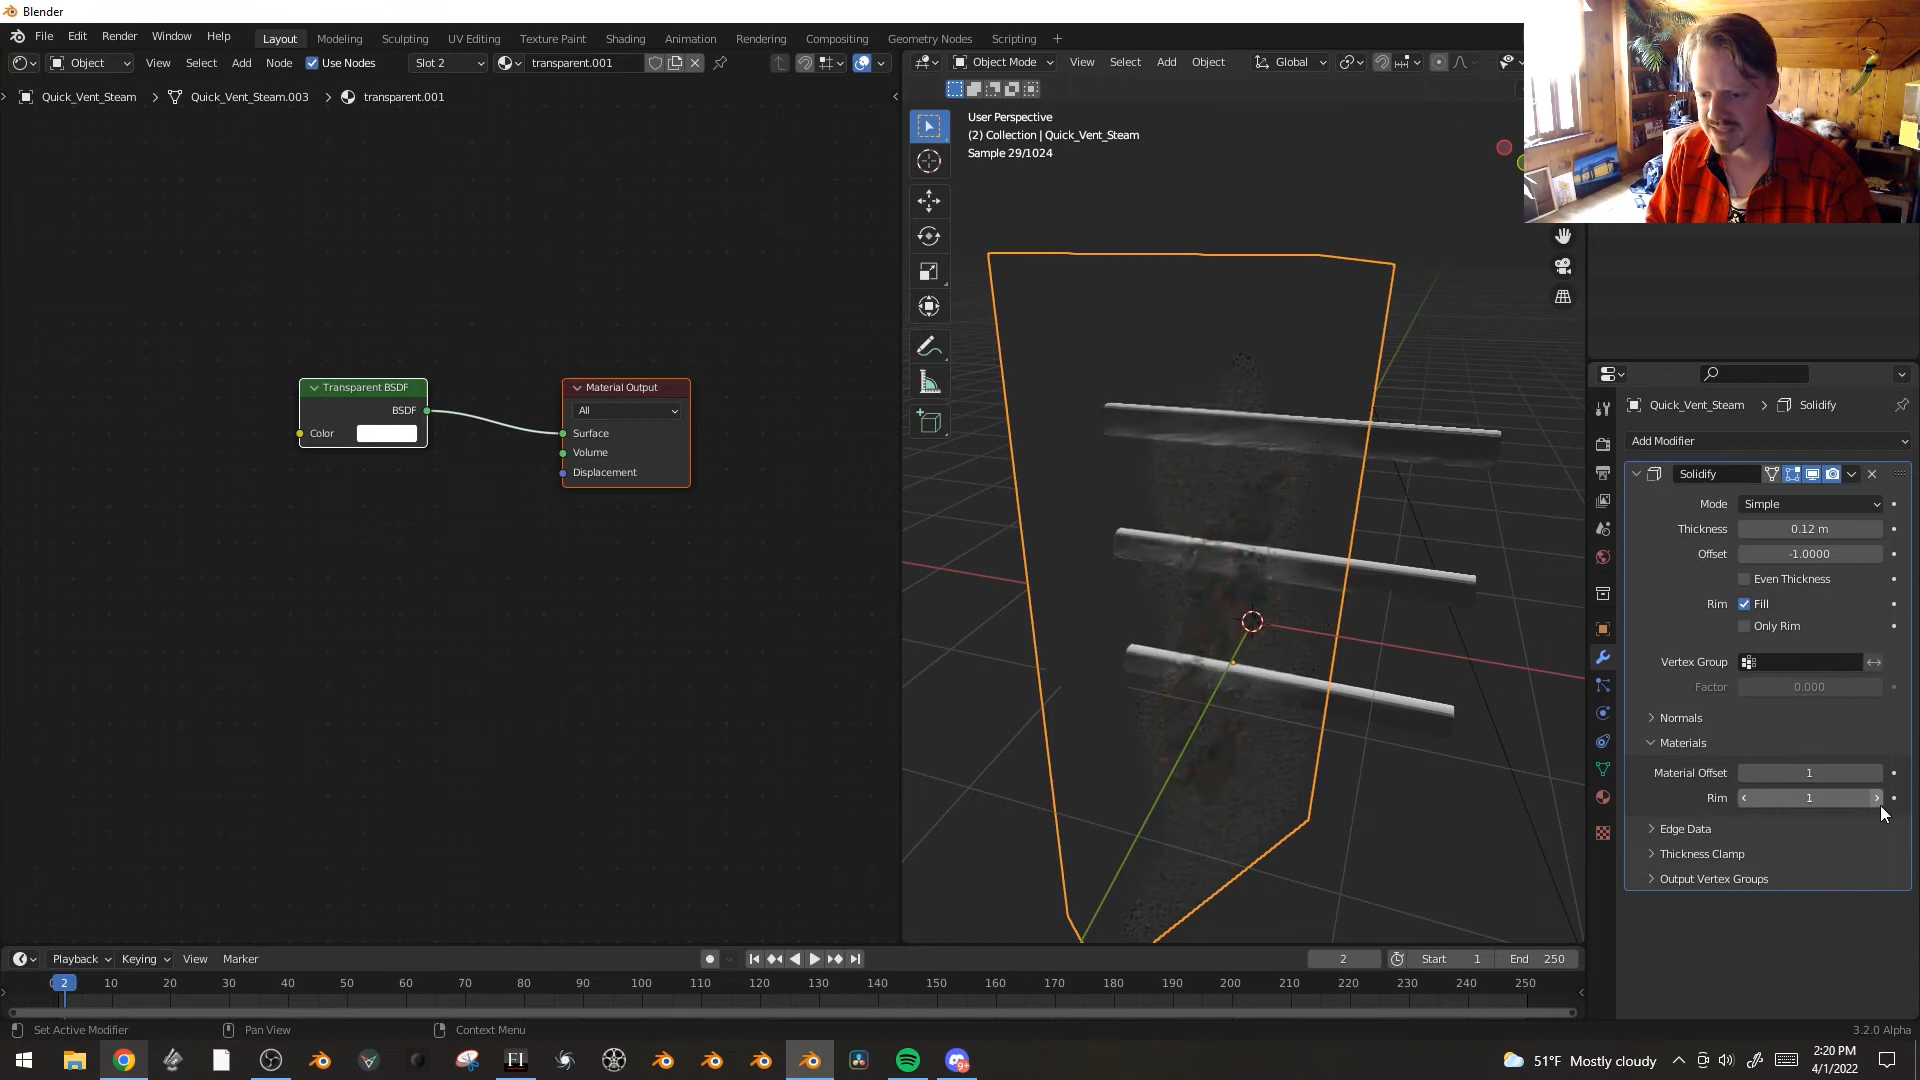 Blender
File Edit Render Window Help
Layout Modeling Sculpting UV Editing Texture Paint Shading Animation Rendering Compositing Geometry Nodes Scripting +
Object View Select Add Node Use Nodes Slot 2 transparent.001
Object Mode View Select Add Object Global
Quick_Vent_Steam > Quick_Vent_Steam.003 > transparent.001
User Perspective
(2) Collection | Quick_Vent_Steam
Sample 29/1024
Transparent BSDF
BSDF
Color
Material Output
All
Surface
Volume
Displacement
Quick_Vent_Steam > Solidify
Add Modifier
Solidify
Mode Simple
Thickness 0.12 m
Offset -1.0000
Even Thickness
Rim Fill
Only Rim
Vertex Group
Factor 0.000
Normals
Materials
Material Offset 1
Rim 1
Edge Data
Thickness Clamp
Output Vertex Groups
Playback Keying View Marker 2 Start 1 End 250
2 10 20 30 40 50 60 70 80 90 100 110 120 130 140 150 160 170 180 190 200 210 220 230 240 250
Set Active Modifier Pan View Context Menu 3.2.0 Alpha
51°F Mostly cloudy
2:20 PM
4/1/2022